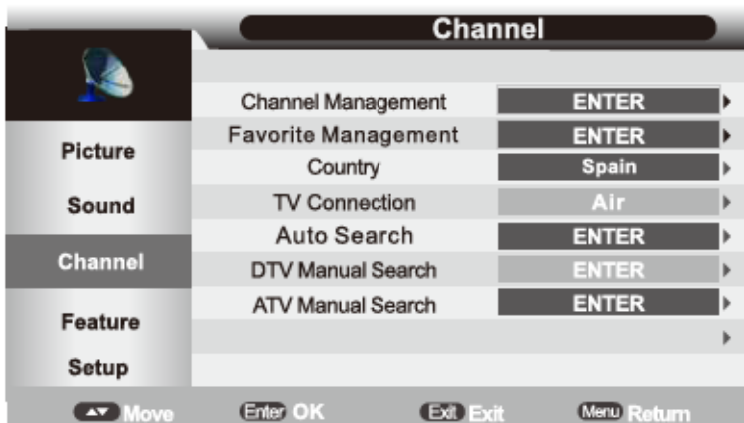 Channel
Channel Management ENTER
Favorite Management ENTER
Country Spain
TV Connection Air
Auto Search ENTER
DTV Manual Search ENTER
ATV Manual Search ENTER
Picture
Sound
Channel
Feature
Setup
Move Enter OK Exit Exit Menu Return